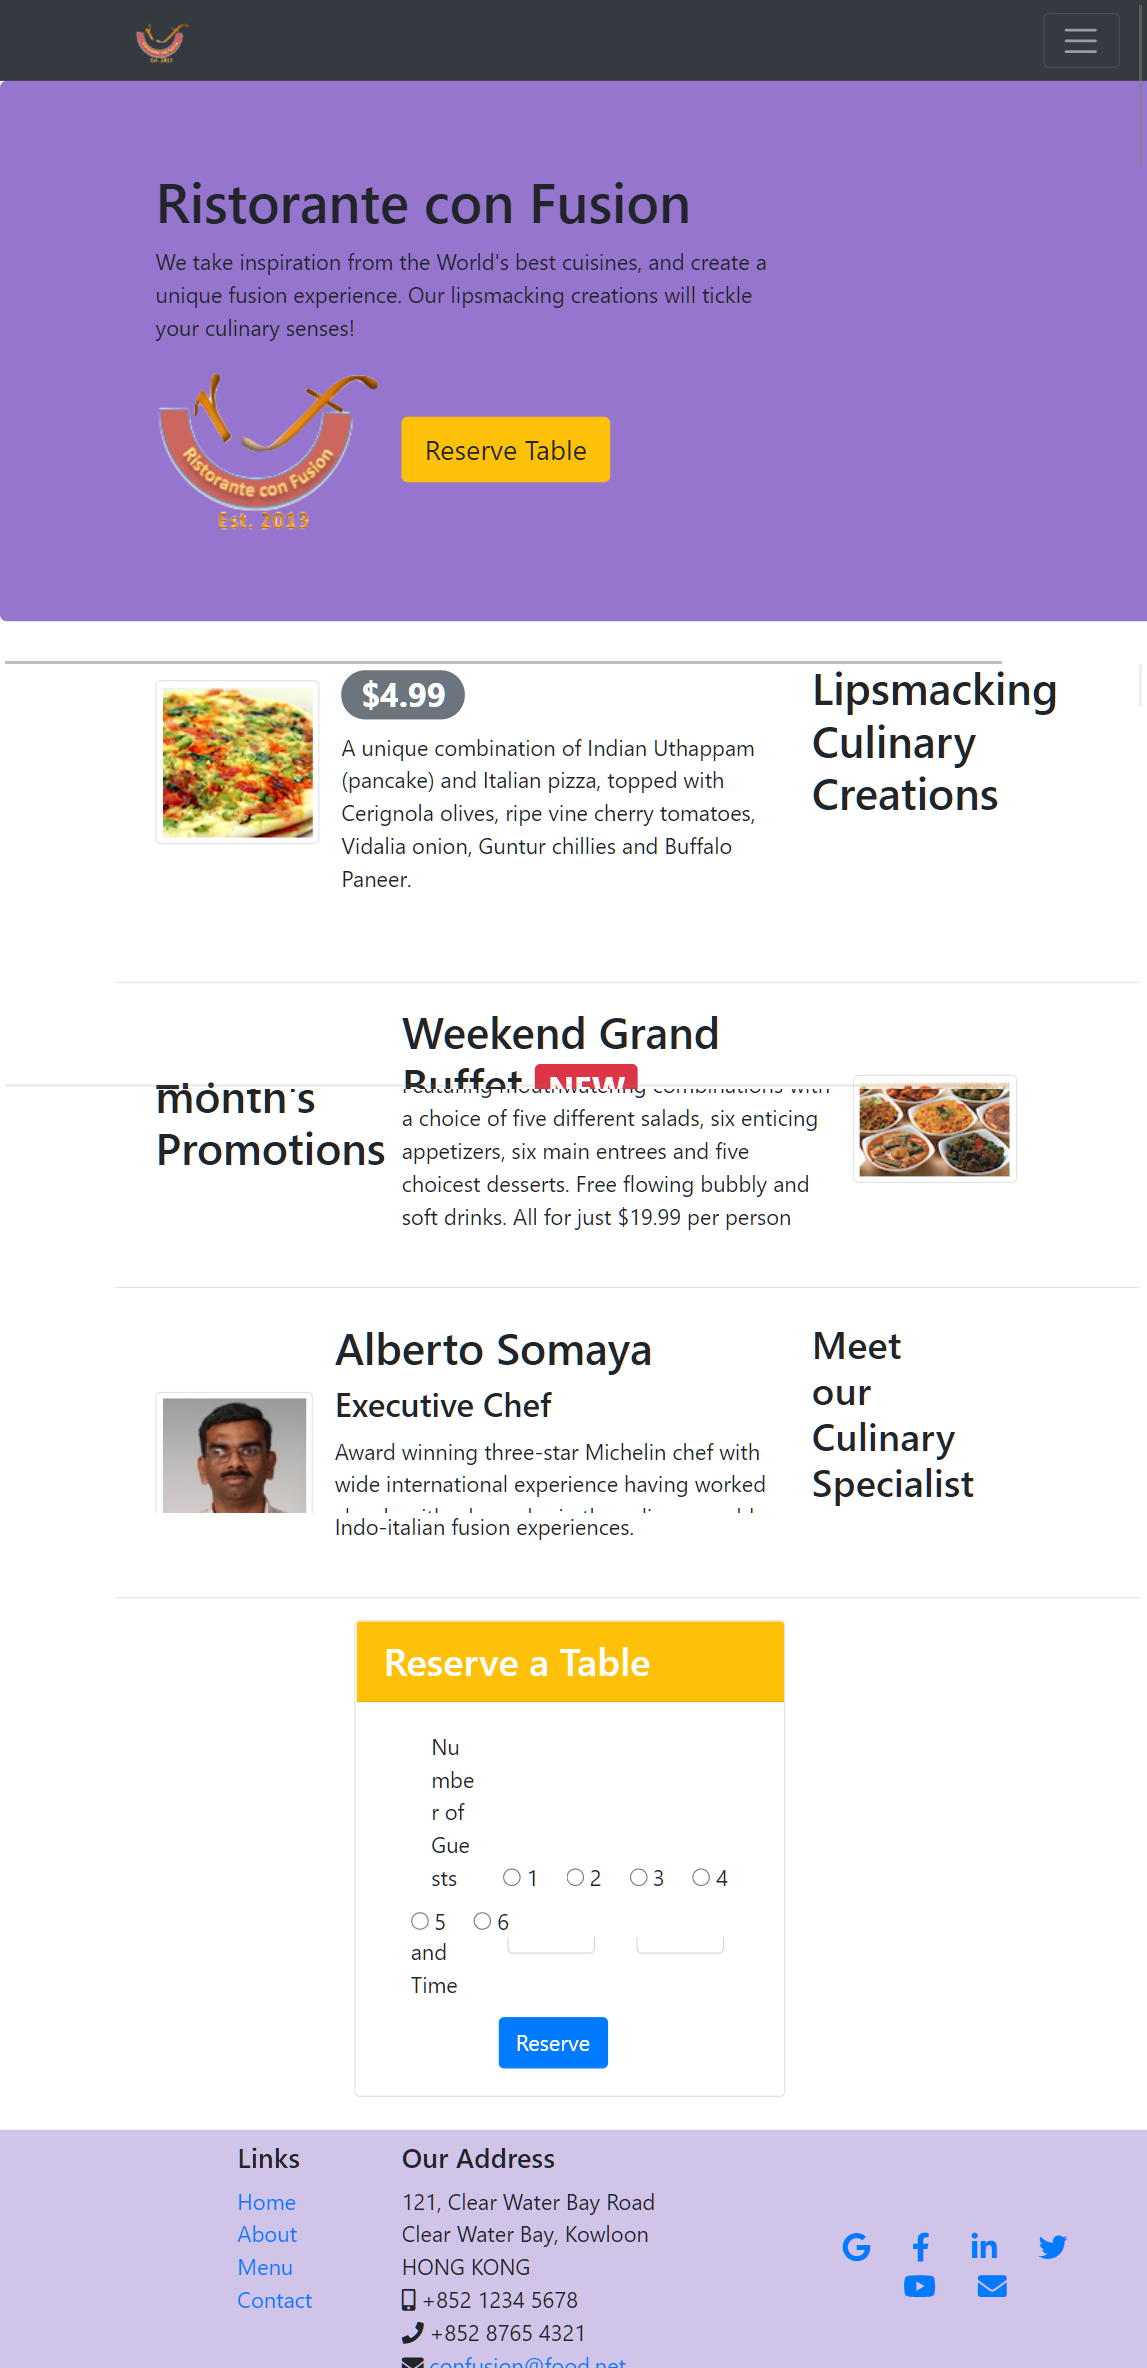 Ristorante con Fusion
We take inspiration from the World's best cuisines, and create a
unique fusion experience. Our lipsmacking creations will tickle
your culinary senses!
Ristorante con Fusion
Est. 2013
Reserve Table
$4.99
A unique combination of Indian Uthappam
(pancake) and Italian pizza, topped with
Cerignola olives, ripe vine cherry tomatoes,
Vidalia onion, Guntur chillies and Buffalo
Paneer.
Lipsmacking
Culinary
Creations
month's
Promotions
Weekend Grand
Buffet NEW
Featuring mouthwatering combinations with
a choice of five different salads, six enticing
appetizers, six main entrees and five
choicest desserts. Free flowing bubbly and
soft drinks. All for just $19.99 per person
Alberto Somaya
Executive Chef
Award winning three-star Michelin chef with
wide international experience having worked
Indo-italian fusion experiences.
Meet
our
Culinary
Specialist
Reserve a Table
Nu
mbe
r of
Gue
sts
1 2 3 4
5 6
and
Time
Reserve
Links
Home
About
Menu
Contact
Our Address
121, Clear Water Bay Road
Clear Water Bay, Kowloon
HONG KONG
+852 1234 5678
+852 8765 4321
confusion@food.net